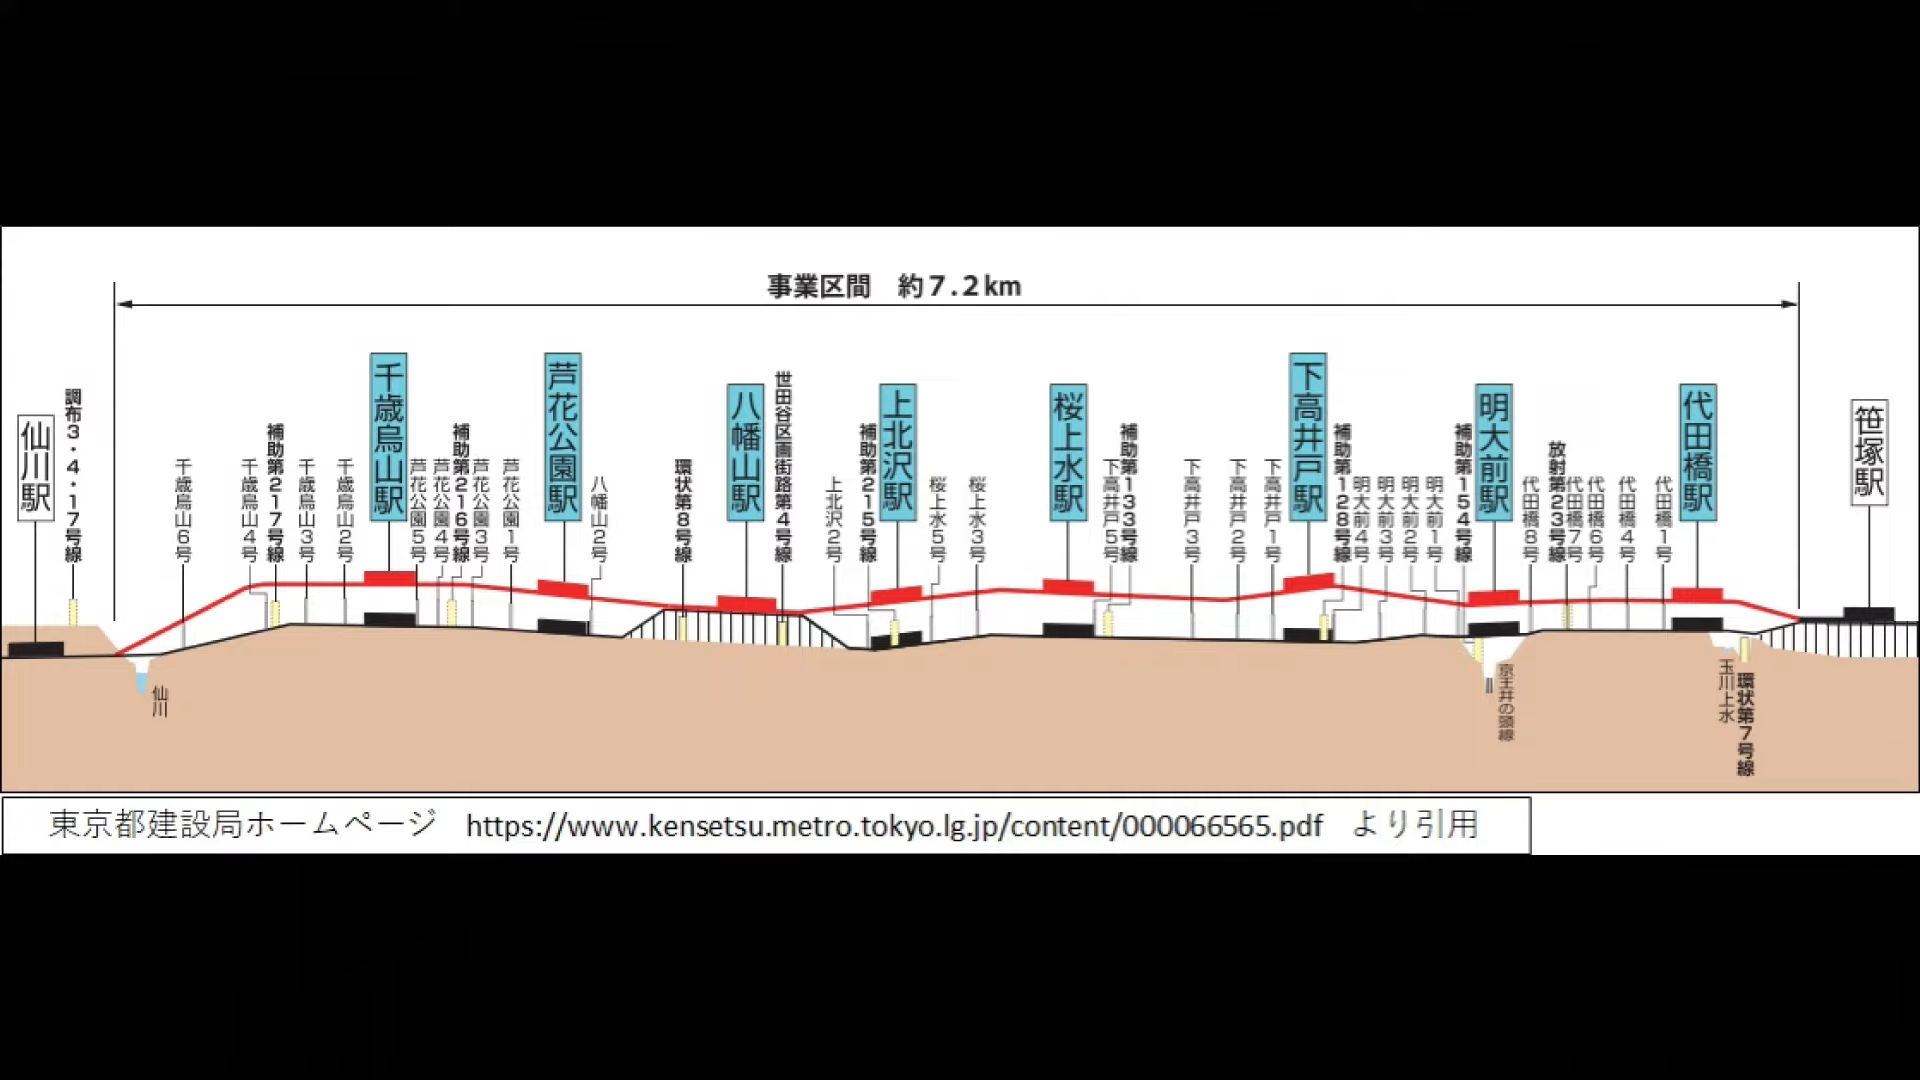 事業区間 約7.2km
仙川駅
調布3・4・17号線
千歳烏山6号
千歳烏山4号
補助第217号線
千歳烏山3号
千歳烏山2号
千歳烏山駅
芦花公園5号
芦花公園4号
補助第216号線
芦花公園3号
芦花公園1号
芦花公園駅
八幡山2号
環状第8号線
八幡山駅
世田谷区画街路第4号線
上北沢2号
補助第215号線
上北沢駅
桜上水5号
桜上水3号
桜上水駅
下高井戸5号
補助第133号線
下高井戸3号
下高井戸2号
下高井戸1号
下高井戸駅
補助第128号線
明大前4号
明大前3号
明大前2号
明大前1号
補助第154号線
明大前駅
代田橋8号
放射第23号線
代田橋7号
代田橋6号
代田橋4号
代田橋1号
代田橋駅
笹塚駅
仙川
京王井の頭線
玉川上水
環状第7号線
東京都建設局ホームページ https://www.kensetsu.metro.tokyo.lg.jp/content/000066565.pdf より引用